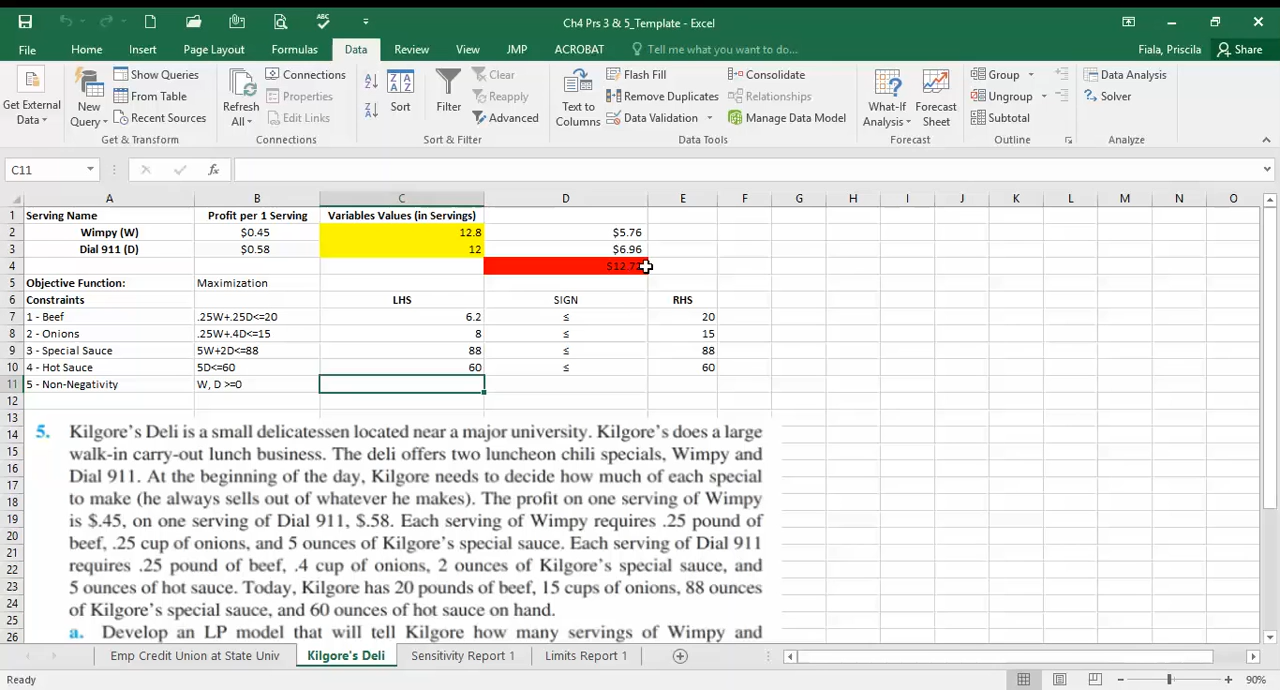 Ch4 Prs 3 & 5_Template - Excel
File Home Insert Page Layout Formulas Data Review View JMP ACROBAT Tell me what you want to do... Fiala, Priscila Share
Get External Data
New Query
Show Queries
From Table
Recent Sources
Get & Transform
Refresh All
Connections
Properties
Edit Links
Connections
Sort
Filter
Clear
Reapply
Advanced
Sort & Filter
Text to Columns
Flash Fill
Remove Duplicates
Data Validation
Consolidate
Relationships
Manage Data Model
Data Tools
What-If Analysis
Forecast Sheet
Forecast
Group
Ungroup
Subtotal
Outline
Data Analysis
Solver
Analyze
C11 fx
A B C D E F G H I J K L M N O
1 Serving Name Profit per 1 Serving Variables Values (in Servings)
2 Wimpy (W) $0.45 12.8 $5.76
3 Dial 911 (D) $0.58 12 $6.96
4
5 Objective Function: Maximization
6 Constraints LHS SIGN RHS
7 1 - Beef .25W+.25D<=20 6.2 ≤ 20
8 2 - Onions .25W+.4D<=15 8 ≤ 15
9 3 - Special Sauce 5W+2D<=88 88 ≤ 88
10 4 - Hot Sauce 5D<=60 60 ≤ 60
11 5 - Non-Negativity W, D >=0
12
13
14
15
16
17
18
19
20
21
22
23
24
25
26
5. Kilgore's Deli is a small delicatessen located near a major university. Kilgore's does a large
walk-in carry-out lunch business. The deli offers two luncheon chili specials, Wimpy and
Dial 911. At the beginning of the day, Kilgore needs to decide how much of each special
to make (he always sells out of whatever he makes). The profit on one serving of Wimpy
is $.45, on one serving of Dial 911, $.58. Each serving of Wimpy requires .25 pound of
beef, .25 cup of onions, and 5 ounces of Kilgore's special sauce. Each serving of Dial 911
requires .25 pound of beef, .4 cup of onions, 2 ounces of Kilgore's special sauce, and
5 ounces of hot sauce. Today, Kilgore has 20 pounds of beef, 15 cups of onions, 88 ounces
of Kilgore's special sauce, and 60 ounces of hot sauce on hand.
a. Develop an LP model that will tell Kilgore how many servings of Wimpy and
Emp Credit Union at State Univ Kilgore's Deli Sensitivity Report 1 Limits Report 1
Ready 90%